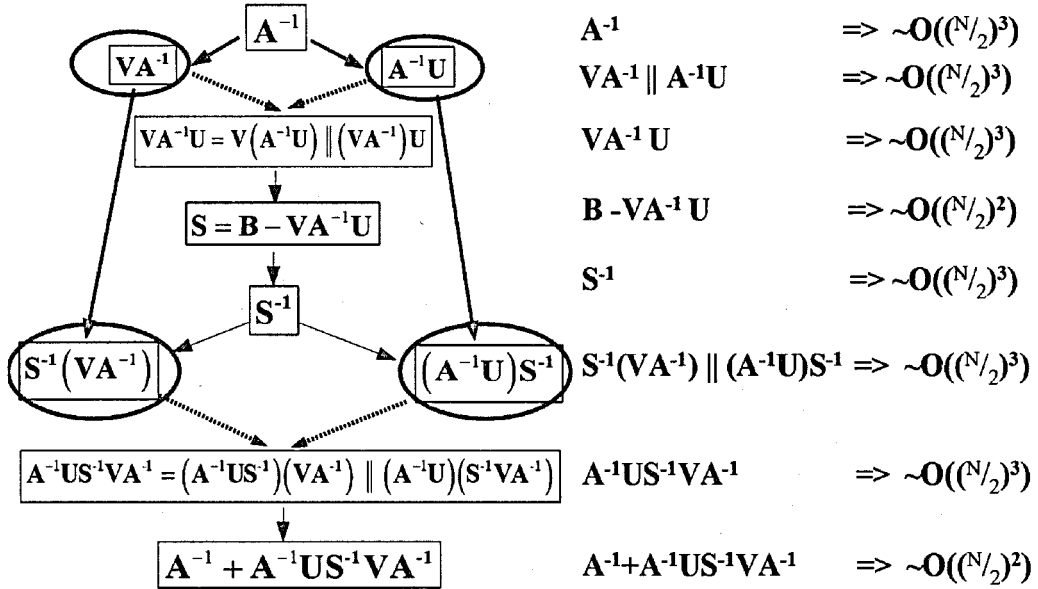 A⁻¹
VA⁻¹
A⁻¹U
VA⁻¹U = V(A⁻¹U) ∥ (VA⁻¹)U
S = B − VA⁻¹U
S⁻¹
S⁻¹(VA⁻¹)
(A⁻¹U)S⁻¹
A⁻¹US⁻¹VA⁻¹ = (A⁻¹US⁻¹)(VA⁻¹) ∥ (A⁻¹U)(S⁻¹VA⁻¹)
A⁻¹ + A⁻¹US⁻¹VA⁻¹
A⁻¹ => ~O((N/2)³)
VA⁻¹ ∥ A⁻¹U => ~O((N/2)³)
VA⁻¹ U => ~O((N/2)³)
B -VA⁻¹ U => ~O((N/2)²)
S⁻¹ => ~O((N/2)³)
S⁻¹(VA⁻¹) ∥ (A⁻¹U)S⁻¹ => ~O((N/2)³)
A⁻¹US⁻¹VA⁻¹ => ~O((N/2)³)
A⁻¹+A⁻¹US⁻¹VA⁻¹ => ~O((N/2)²)